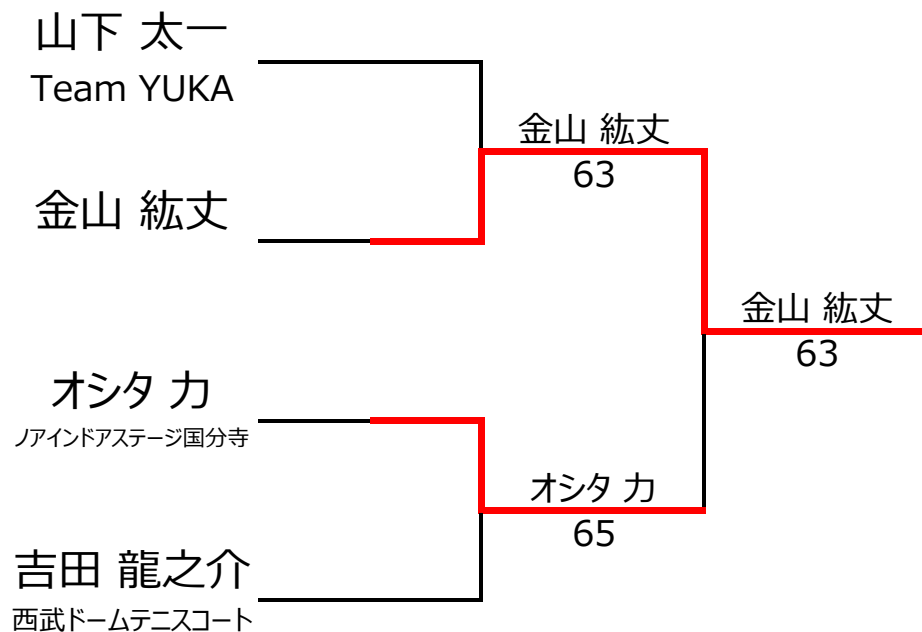 山下 太一
Team YUKA
金山 紘丈
63
金山 紘丈
金山 紘丈
63
オシタ 力
ノアインドアステージ国分寺
オシタ 力
65
吉田 龍之介
西武ドームテニスコート